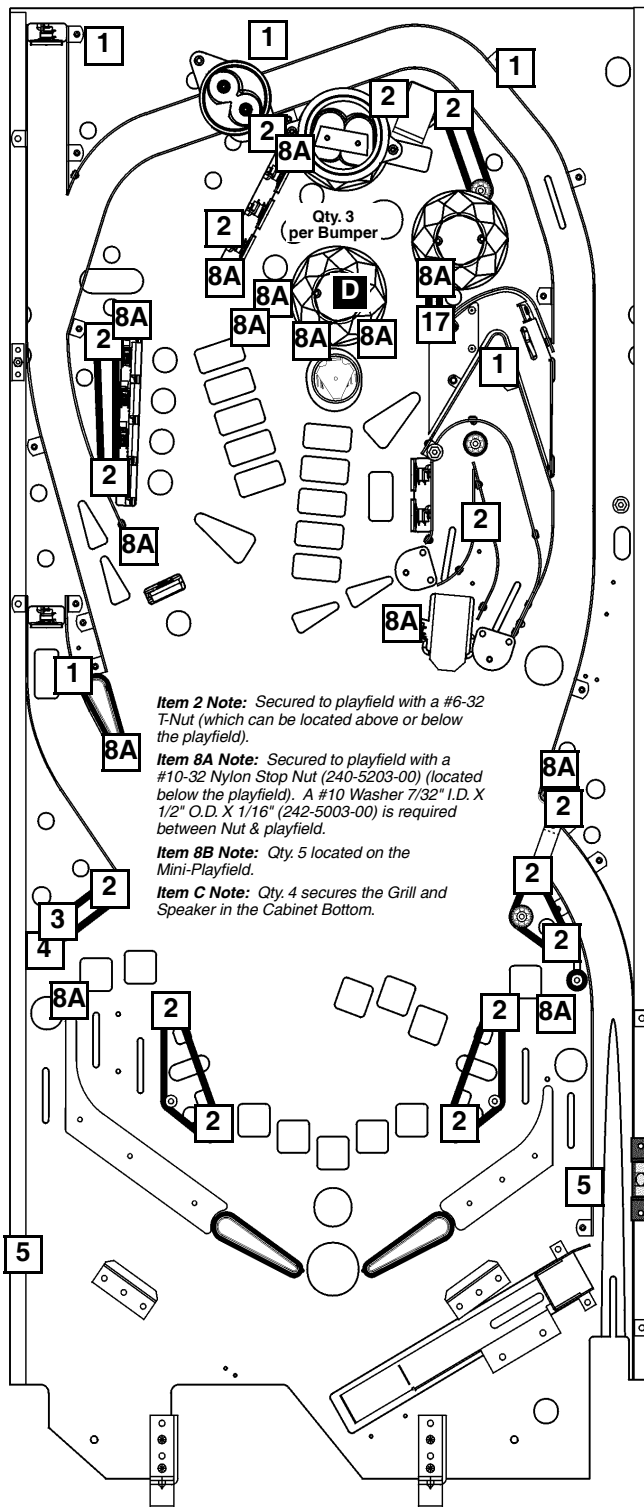 1
1
1
2
2
2
8A
2
Qty. 3
per Bumper
8A
8A
8A
D
8A
8A
8A
17
8A
2
1
2
2
8A
8A
1
8A
Item 2 Note: Secured to playfield with a #6-32
T-Nut (which can be located above or below
the playfield).
Item 8A Note: Secured to playfield with a
#10-32 Nylon Stop Nut (240-5203-00) (located
below the playfield). A #10 Washer 7/32" I.D. X
1/2" O.D. X 1/16" (242-5003-00) is required
between Nut & playfield.
Item 8B Note: Qty. 5 located on the
Mini-Playfield.
Item C Note: Qty. 4 secures the Grill and
Speaker in the Cabinet Bottom.
8A
2
2
2
3
4
2
8A
2
2
8A
2
2
5
5